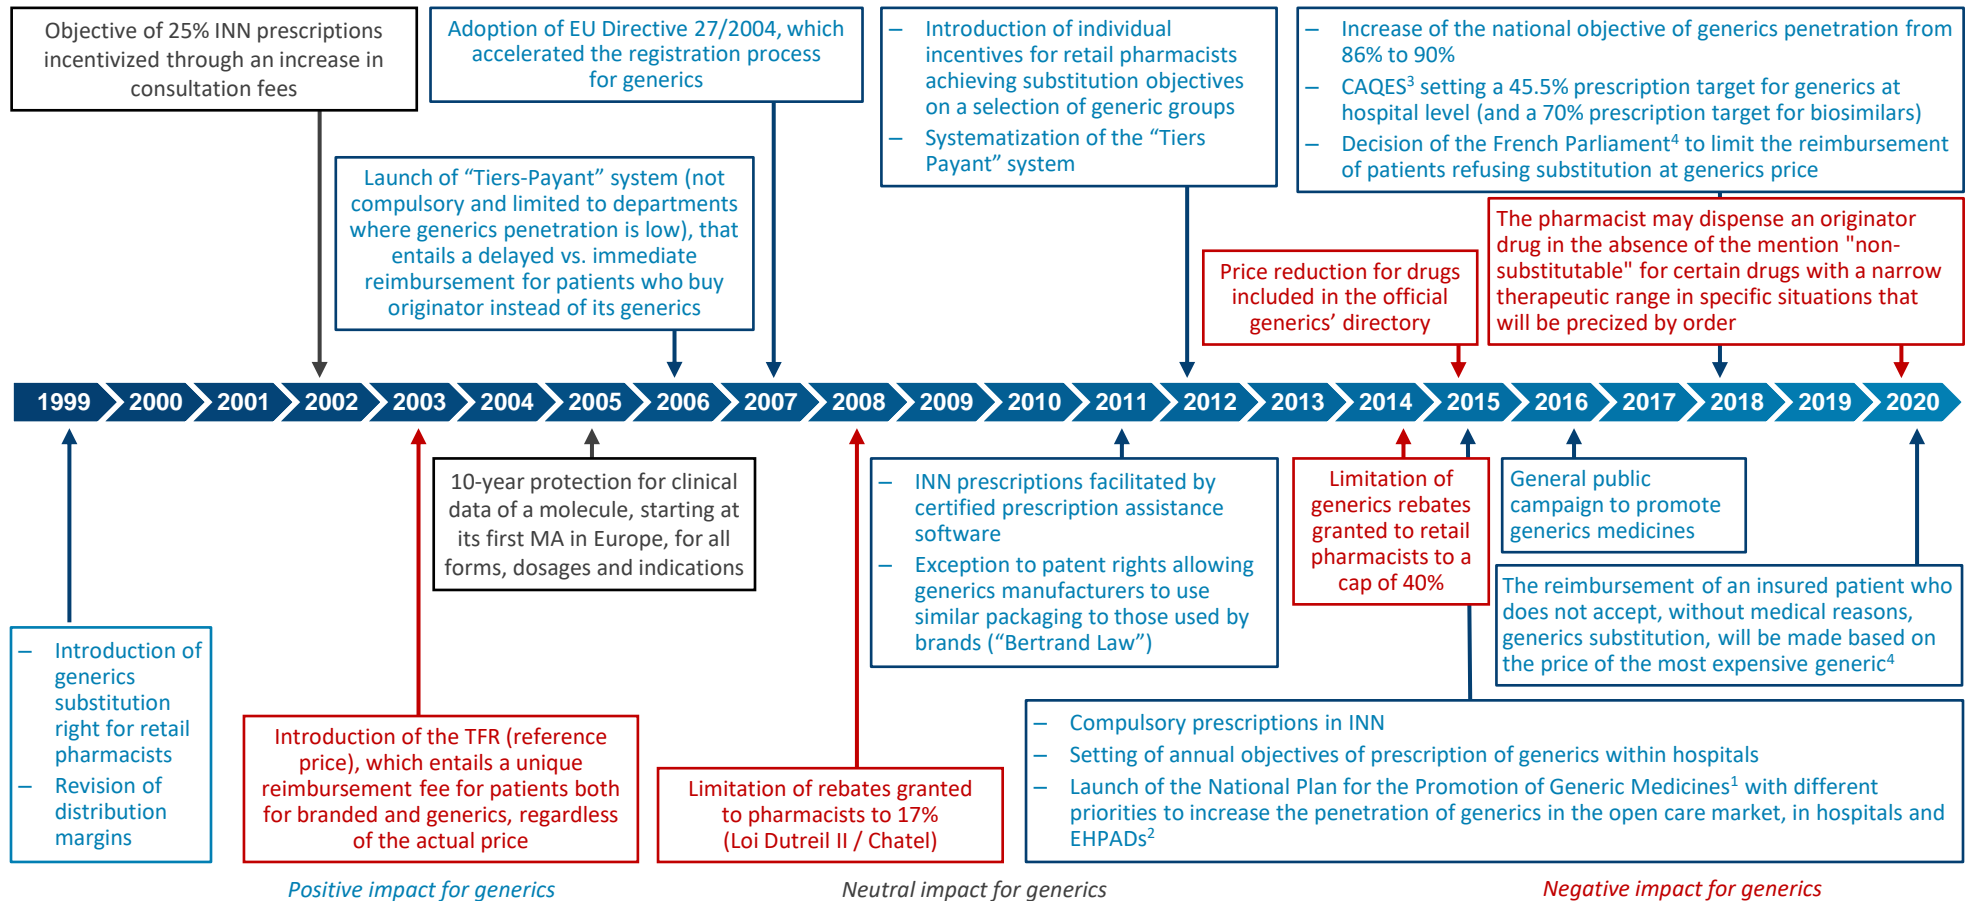 Objective of 25% INN prescriptions
incentivized through an increase in
consultation fees
Adoption of EU Directive 27/2004, which
accelerated the registration process
for generics
– Introduction of individual
incentives for retail pharmacists
achieving substitution objectives
on a selection of generic groups
– Systematization of the “Tiers
Payant” system
– Increase of the national objective of generics penetration from
86% to 90%
– CAQES³ setting a 45.5% prescription target for generics at
hospital level (and a 70% prescription target for biosimilars)
– Decision of the French Parliament⁴ to limit the reimbursement
of patients refusing substitution at generics price
Launch of “Tiers-Payant” system (not
compulsory and limited to departments
where generics penetration is low), that
entails a delayed vs. immediate
reimbursement for patients who buy
originator instead of its generics
Price reduction for drugs
included in the official
generics’ directory
The pharmacist may dispense an originator
drug in the absence of the mention "non-
substitutable" for certain drugs with a narrow
therapeutic range in specific situations that
will be precized by order
1999 2000 2001 2002 2003 2004 2005 2006 2007 2008 2009 2010 2011 2012 2013 2014 2015 2016 2017 2018 2019 2020
– Introduction of
generics
substitution
right for retail
pharmacists
– Revision of
distribution
margins
Introduction of the TFR (reference
price), which entails a unique
reimbursement fee for patients both
for branded and generics, regardless
of the actual price
10-year protection for clinical
data of a molecule, starting at
its first MA in Europe, for all
forms, dosages and indications
Limitation of rebates granted
to pharmacists to 17%
(Loi Dutreil II / Chatel)
– INN prescriptions facilitated by
certified prescription assistance
software
– Exception to patent rights allowing
generics manufacturers to use
similar packaging to those used by
brands (“Bertrand Law”)
Limitation of
generics rebates
granted to retail
pharmacists to a
cap of 40%
General public
campaign to promote
generics medicines
The reimbursement of an insured patient who
does not accept, without medical reasons,
generics substitution, will be made based on
the price of the most expensive generic⁴
– Compulsory prescriptions in INN
– Setting of annual objectives of prescription of generics within hospitals
– Launch of the National Plan for the Promotion of Generic Medicines¹ with different
priorities to increase the penetration of generics in the open care market, in hospitals and
EHPADs²
Positive impact for generics
Neutral impact for generics
Negative impact for generics